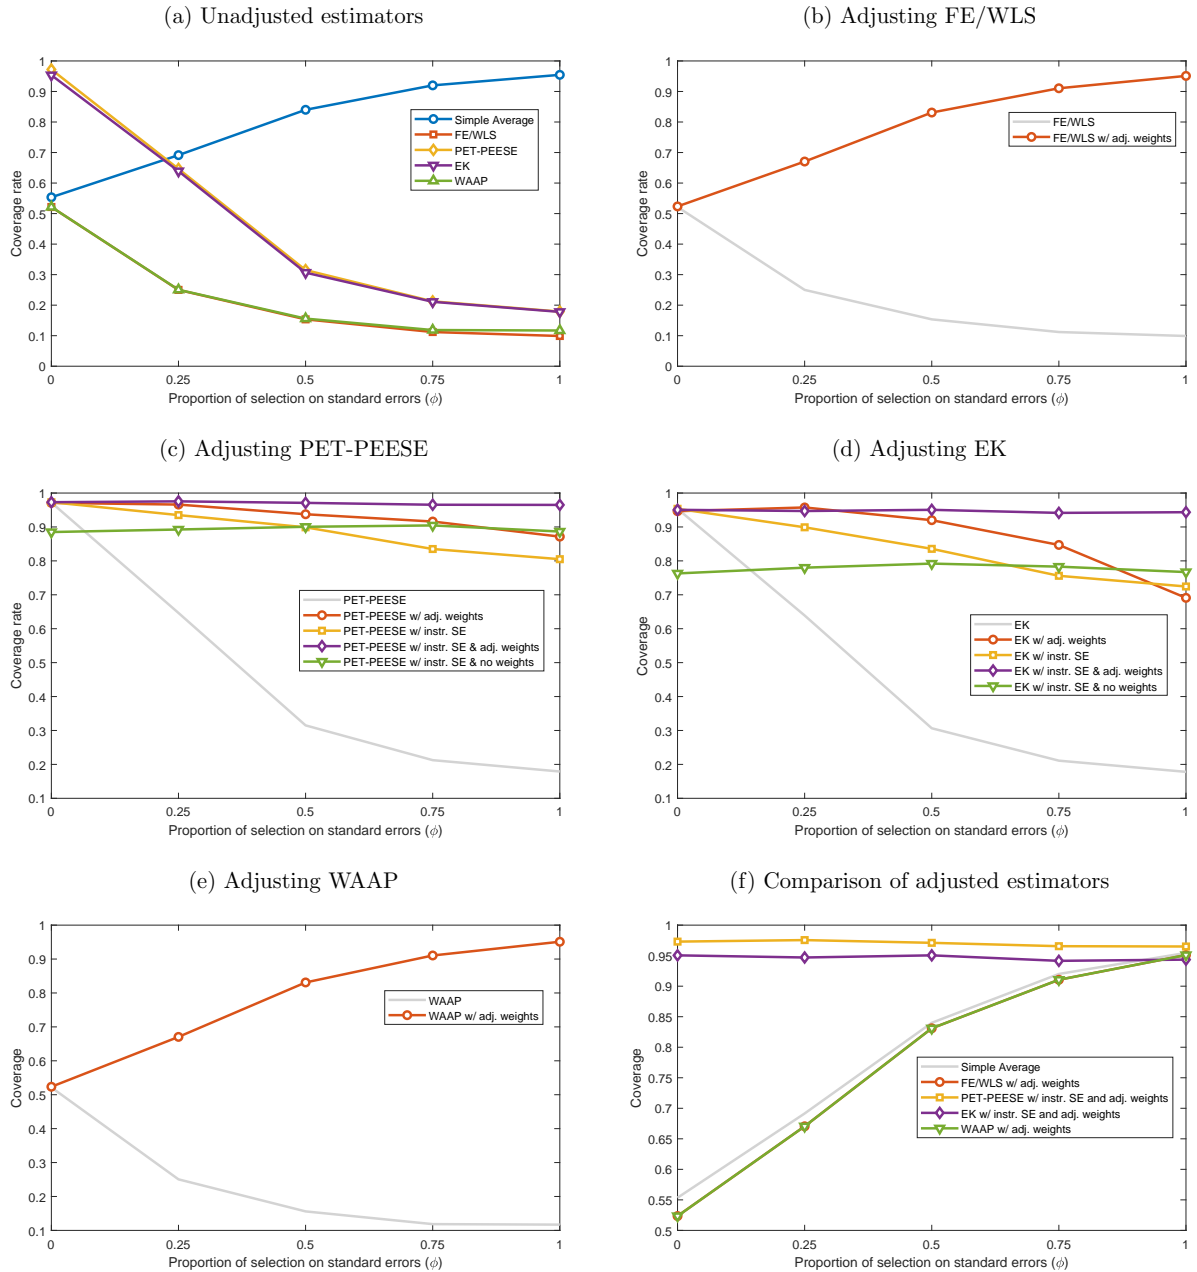 (a) Unadjusted estimators
1
0.9
0.8
0.7
0.6
0.5
0.4
0.3
0.2
0.1
0
Coverage rate
Simple Average
FE/WLS
PET-PEESE
EK
WAAP
0 0.25 0.5 0.75 1
Proportion of selection on standard errors (ϕ)
(b) Adjusting FE/WLS
1
0.9
0.8
0.7
0.6
0.5
0.4
0.3
0.2
0.1
0
Coverage rate
FE/WLS
FE/WLS w/ adj. weights
0 0.25 0.5 0.75 1
Proportion of selection on standard errors (ϕ)
(c) Adjusting PET-PEESE
1
0.9
0.8
0.7
0.6
0.5
0.4
0.3
0.2
0.1
Coverage rate
PET-PEESE
PET-PEESE w/ adj. weights
PET-PEESE w/ instr. SE
PET-PEESE w/ instr. SE & adj. weights
PET-PEESE w/ instr. SE & no weights
0 0.25 0.5 0.75 1
Proportion of selection on standard errors (ϕ)
(d) Adjusting EK
1
0.9
0.8
0.7
0.6
0.5
0.4
0.3
0.2
0.1
Coverage
EK
EK w/ adj. weights
EK w/ instr. SE
EK w/ instr. SE & adj. weights
EK w/ instr. SE & no weights
0 0.25 0.5 0.75 1
Proportion of selection on standard errors (ϕ)
(e) Adjusting WAAP
1
0.9
0.8
0.7
0.6
0.5
0.4
0.3
0.2
0.1
Coverage
WAAP
WAAP w/ adj. weights
0 0.25 0.5 0.75 1
Proportion of selection on standard errors (ϕ)
(f) Comparison of adjusted estimators
1
0.95
0.9
0.85
0.8
0.75
0.7
0.65
0.6
0.55
0.5
Coverage
Simple Average
FE/WLS w/ adj. weights
PET-PEESE w/ instr. SE and adj. weights
EK w/ instr. SE and adj. weights
WAAP w/ adj. weights
0 0.25 0.5 0.75 1
Proportion of selection on standard errors (ϕ)